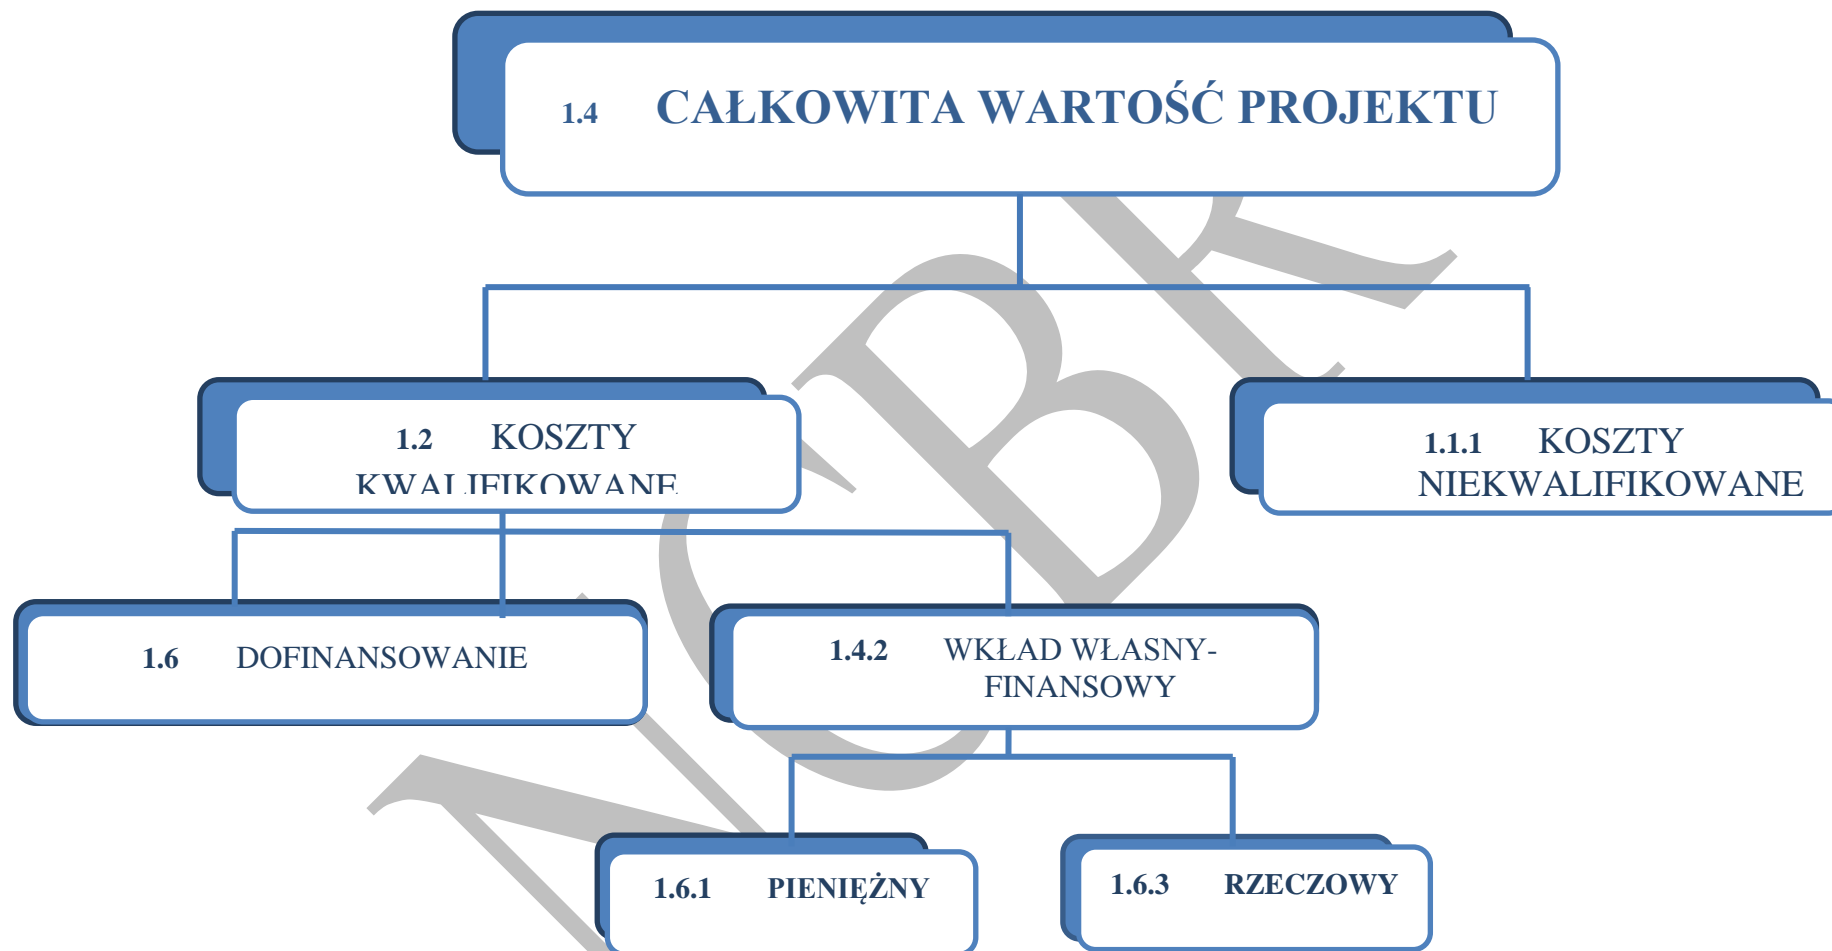 1.4 CAŁKOWITA WARTOŚĆ PROJEKTU
1.2 KOSZTY
KWALIFIKOWANE
1.1.1 KOSZTY
NIEKWALIFIKOWANE
1.6 DOFINANSOWANIE
1.4.2 WKŁAD WŁASNY-
FINANSOWY
1.6.1 PIENIĘŻNY
1.6.3 RZECZOWY
NCBR